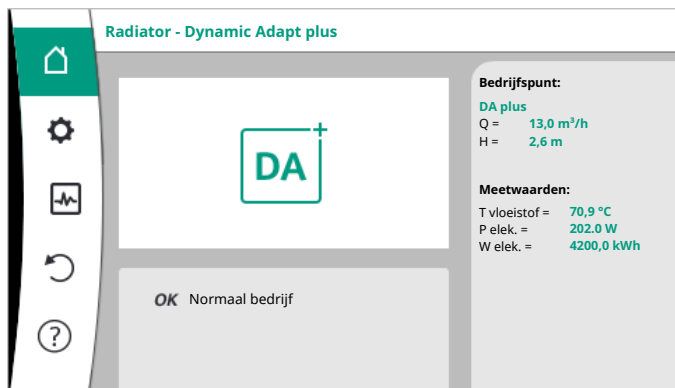 Radiator - Dynamic Adapt plus
DA+
OK Normaal bedrijf
Bedrijfspunt:
DA plus
Q = 13,0 m³/h
H = 2,6 m
Meetwaarden:
T vloeistof = 70,9 °C
P elek. = 202.0 W
W elek. = 4200,0 kWh
?